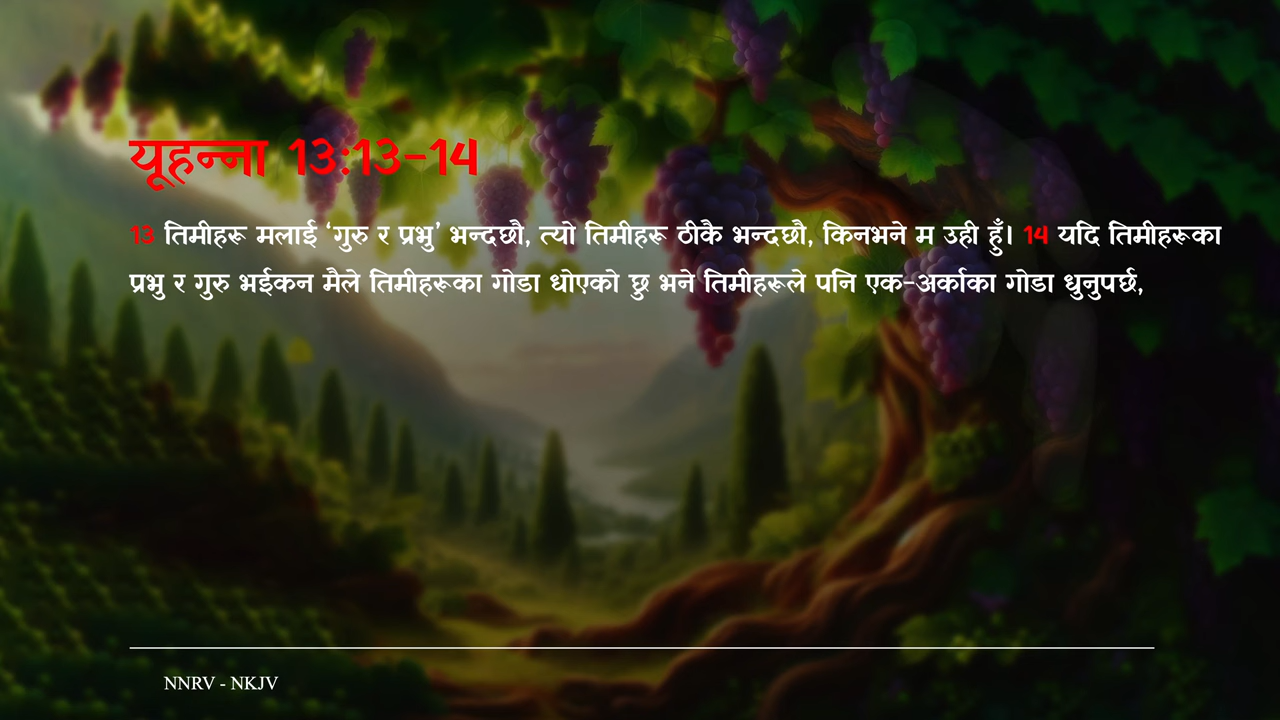 यूहन्ना 13:13-14
13 तिमीहरू मलाई ‘गुरु र प्रभु’ भन्दछौ, त्यो तिमीहरू ठीकै भन्दछौ, किनभने म उही हुँ। 14 यदि तिमीहरूका
प्रभु र गुरु भईकन मैले तिमीहरूका गोडा धोएको छु भने तिमीहरूले पनि एक-अर्काका गोडा धुनुपर्छ,
NNRV - NKJV